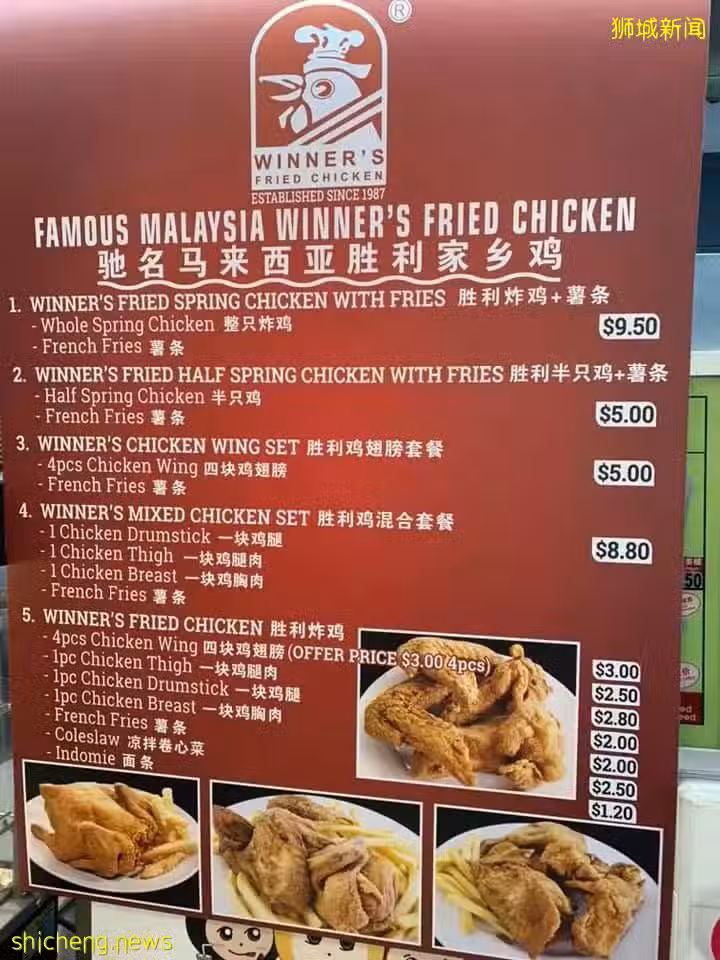 狮城新闻
®
WINNER'S
FRIED CHICKEN
ESTABLISHED SINCE 1987
FAMOUS MALAYSIA WINNER'S FRIED CHICKEN
驰名马来西亚胜利家乡鸡
1. WINNER'S FRIED SPRING CHICKEN WITH FRIES 胜利炸鸡+薯条
- Whole Spring Chicken 整只炸鸡 $9.50
- French Fries 薯条
2. WINNER'S FRIED HALF SPRING CHICKEN WITH FRIES 胜利半只鸡+薯条
- Half Spring Chicken 半只鸡
- French Fries 薯条 $5.00
3. WINNER'S CHICKEN WING SET 胜利鸡翅膀套餐
- 4pcs Chicken Wing 四块鸡翅膀 $5.00
- French Fries 薯条
4. WINNER'S MIXED CHICKEN SET 胜利鸡混合套餐
- 1 Chicken Drumstick 一块鸡腿
- 1 Chicken Thigh 一块鸡腿肉 $8.80
- 1 Chicken Breast 一块鸡胸肉
- French Fries 薯条
5. WINNER'S FRIED CHICKEN 胜利炸鸡
- 4pcs Chicken Wing 四块鸡翅膀 (OFFER PRICE $3.00 4pcs) $3.00
- 1pc Chicken Thigh 一块鸡腿肉 $2.50
- 1pc Chicken Drumstick 一块鸡腿 $2.80
- 1pc Chicken Breast 一块鸡胸肉 $2.00
- French Fries 薯条 $2.00
- Coleslaw 凉拌卷心菜 $2.50
- Indomie 面条 $1.20
50
shicheng.news